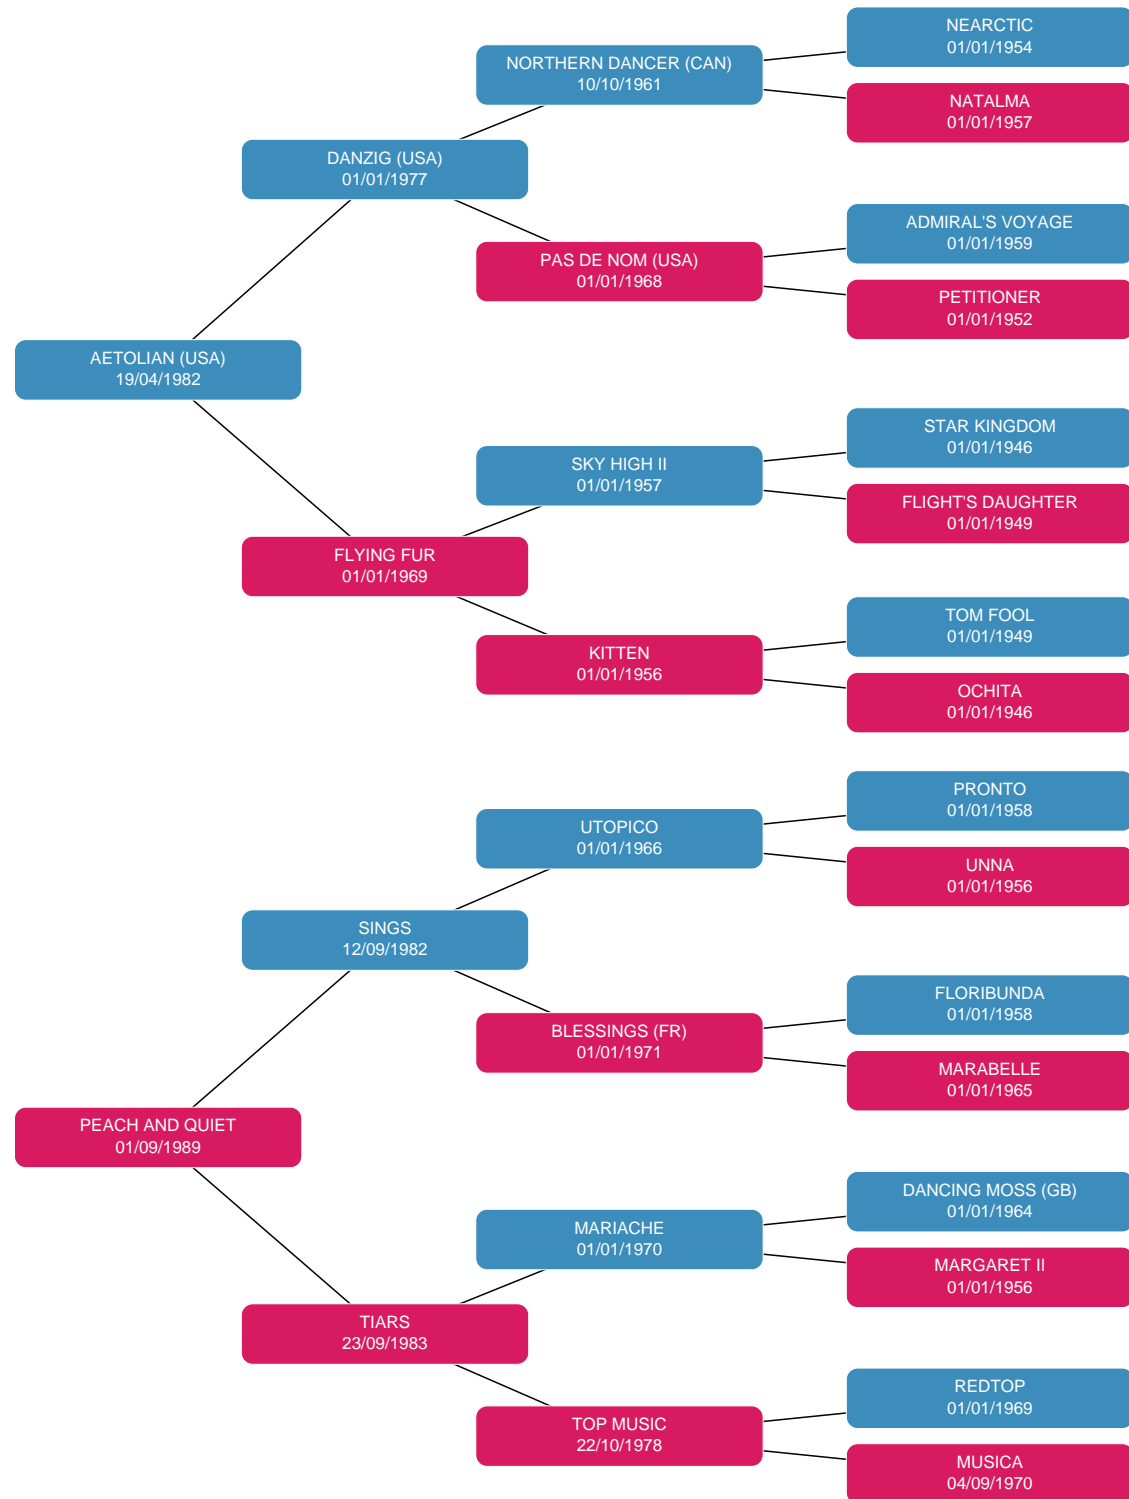 NEARCTIC
01/01/1954
NORTHERN DANCER (CAN)
10/10/1961
NATALMA
01/01/1957
DANZIG (USA)
01/01/1977
ADMIRAL'S VOYAGE
01/01/1959
PAS DE NOM (USA)
01/01/1968
PETITIONER
01/01/1952
AETOLIAN (USA)
19/04/1982
STAR KINGDOM
01/01/1946
SKY HIGH II
01/01/1957
FLIGHT'S DAUGHTER
01/01/1949
FLYING FUR
01/01/1969
TOM FOOL
01/01/1949
KITTEN
01/01/1956
OCHITA
01/01/1946
PRONTO
01/01/1958
UTOPICO
01/01/1966
UNNA
01/01/1956
SINGS
12/09/1982
FLORIBUNDA
01/01/1958
BLESSINGS (FR)
01/01/1971
MARABELLE
01/01/1965
PEACH AND QUIET
01/09/1989
DANCING MOSS (GB)
01/01/1964
MARIACHE
01/01/1970
MARGARET II
01/01/1956
TIARS
23/09/1983
REDTOP
01/01/1969
TOP MUSIC
22/10/1978
MUSICA
04/09/1970